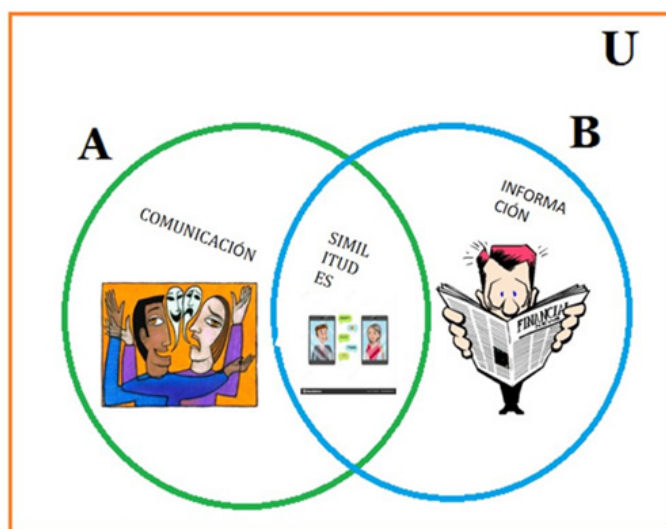 U
A
B
COMUNICACIÓN
SIMIL
ITUD
ES
INFORMA
CIÓN
FINANCIAL